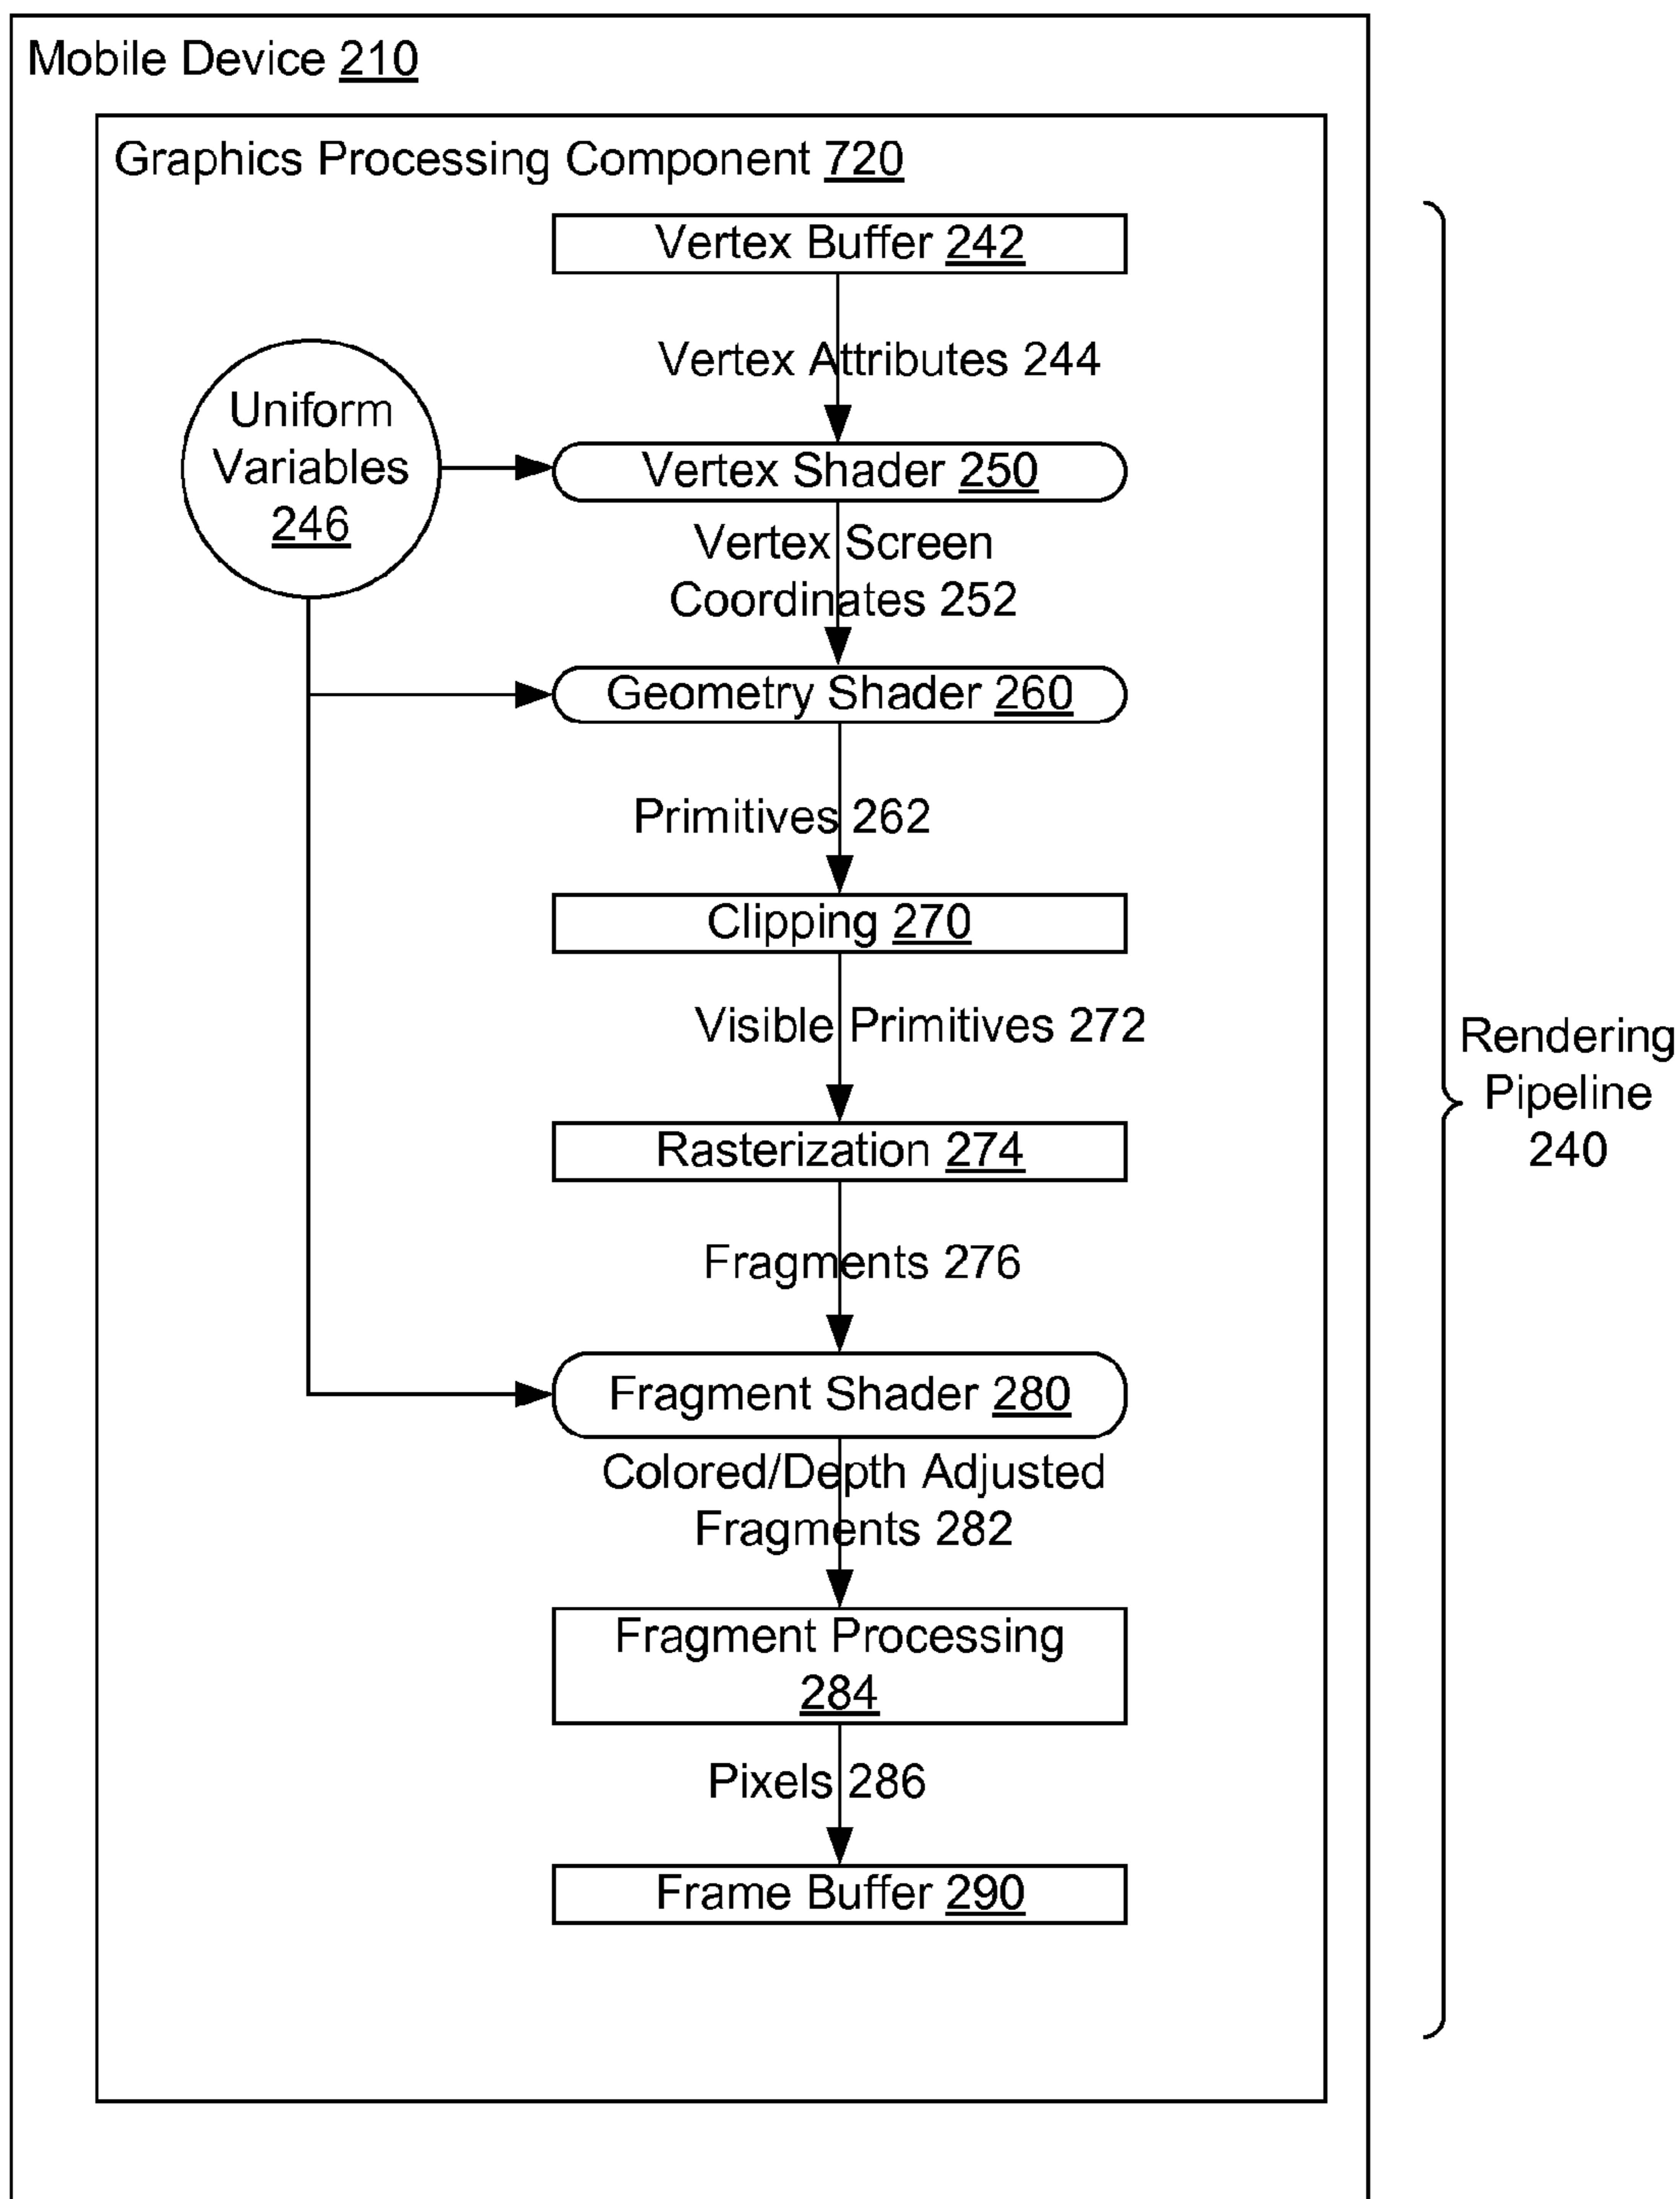 Mobile Device 210
Graphics Processing Component 720
Vertex Buffer 242
Vertex Attributes 244
Uniform
Variables
246
Vertex Shader 250
Vertex Screen
Coordinates 252
Geometry Shader 260
Primitives 262
Clipping 270
Visible Primitives 272
Rasterization 274
Fragments 276
Fragment Shader 280
Colored/Depth Adjusted
Fragments 282
Fragment Processing
284
Pixels 286
Frame Buffer 290
Rendering
Pipeline
240